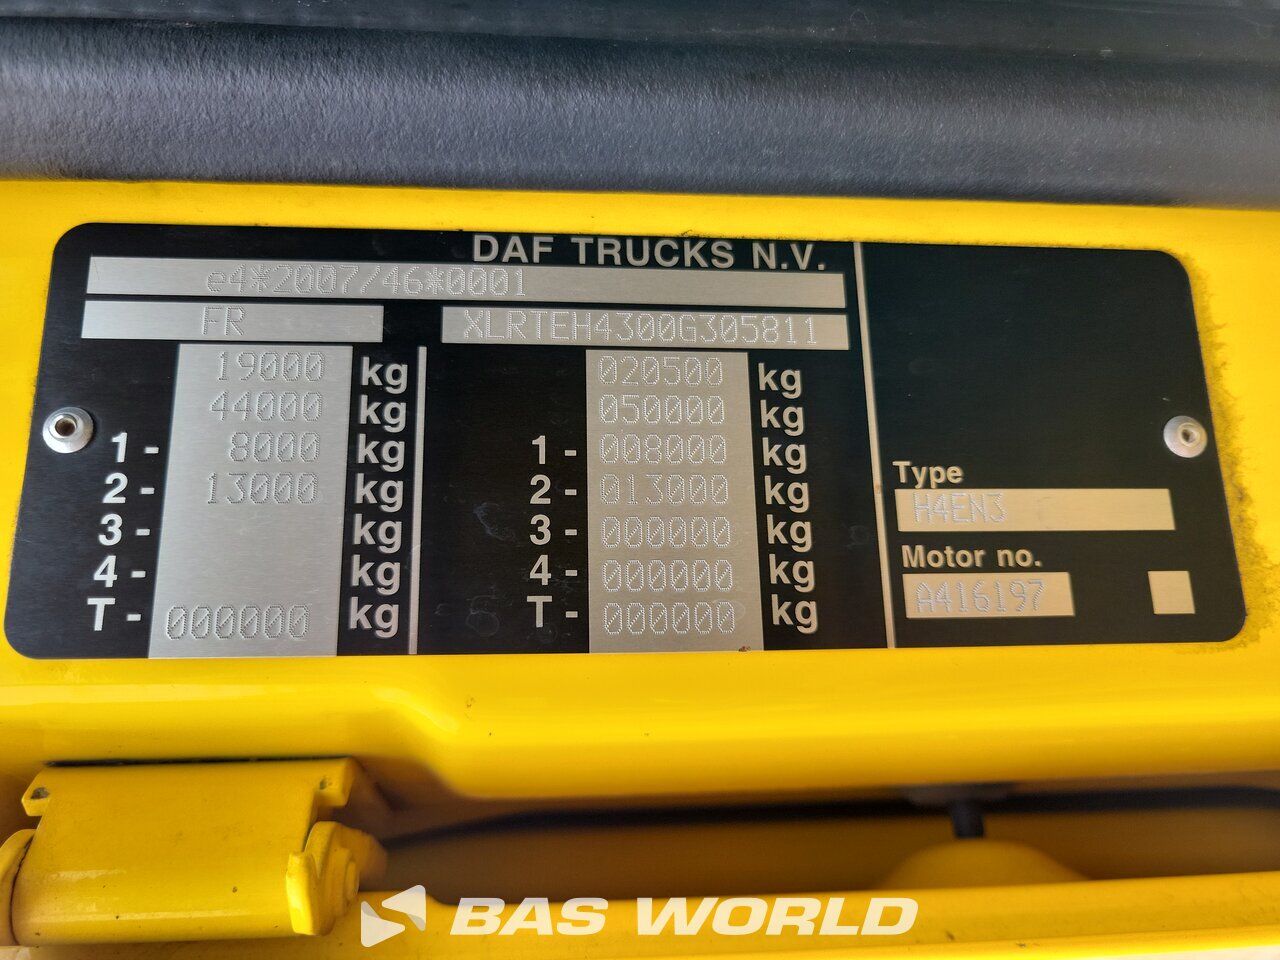 DAF TRUCKS N.V.
e4*2007/46*0001
FR XLRTEH4300G305811
19000 kg 020500 kg
44000 kg 050000 kg
1- 8000 kg 1- 008000 kg
2- 13000 kg 2- 013000 kg
3- kg 3- 000000 kg
4- kg 4- 000000 kg
T- 000000 kg T- 000000 kg
Type
H4EN3
Motor no.
A416197
BAS WORLD